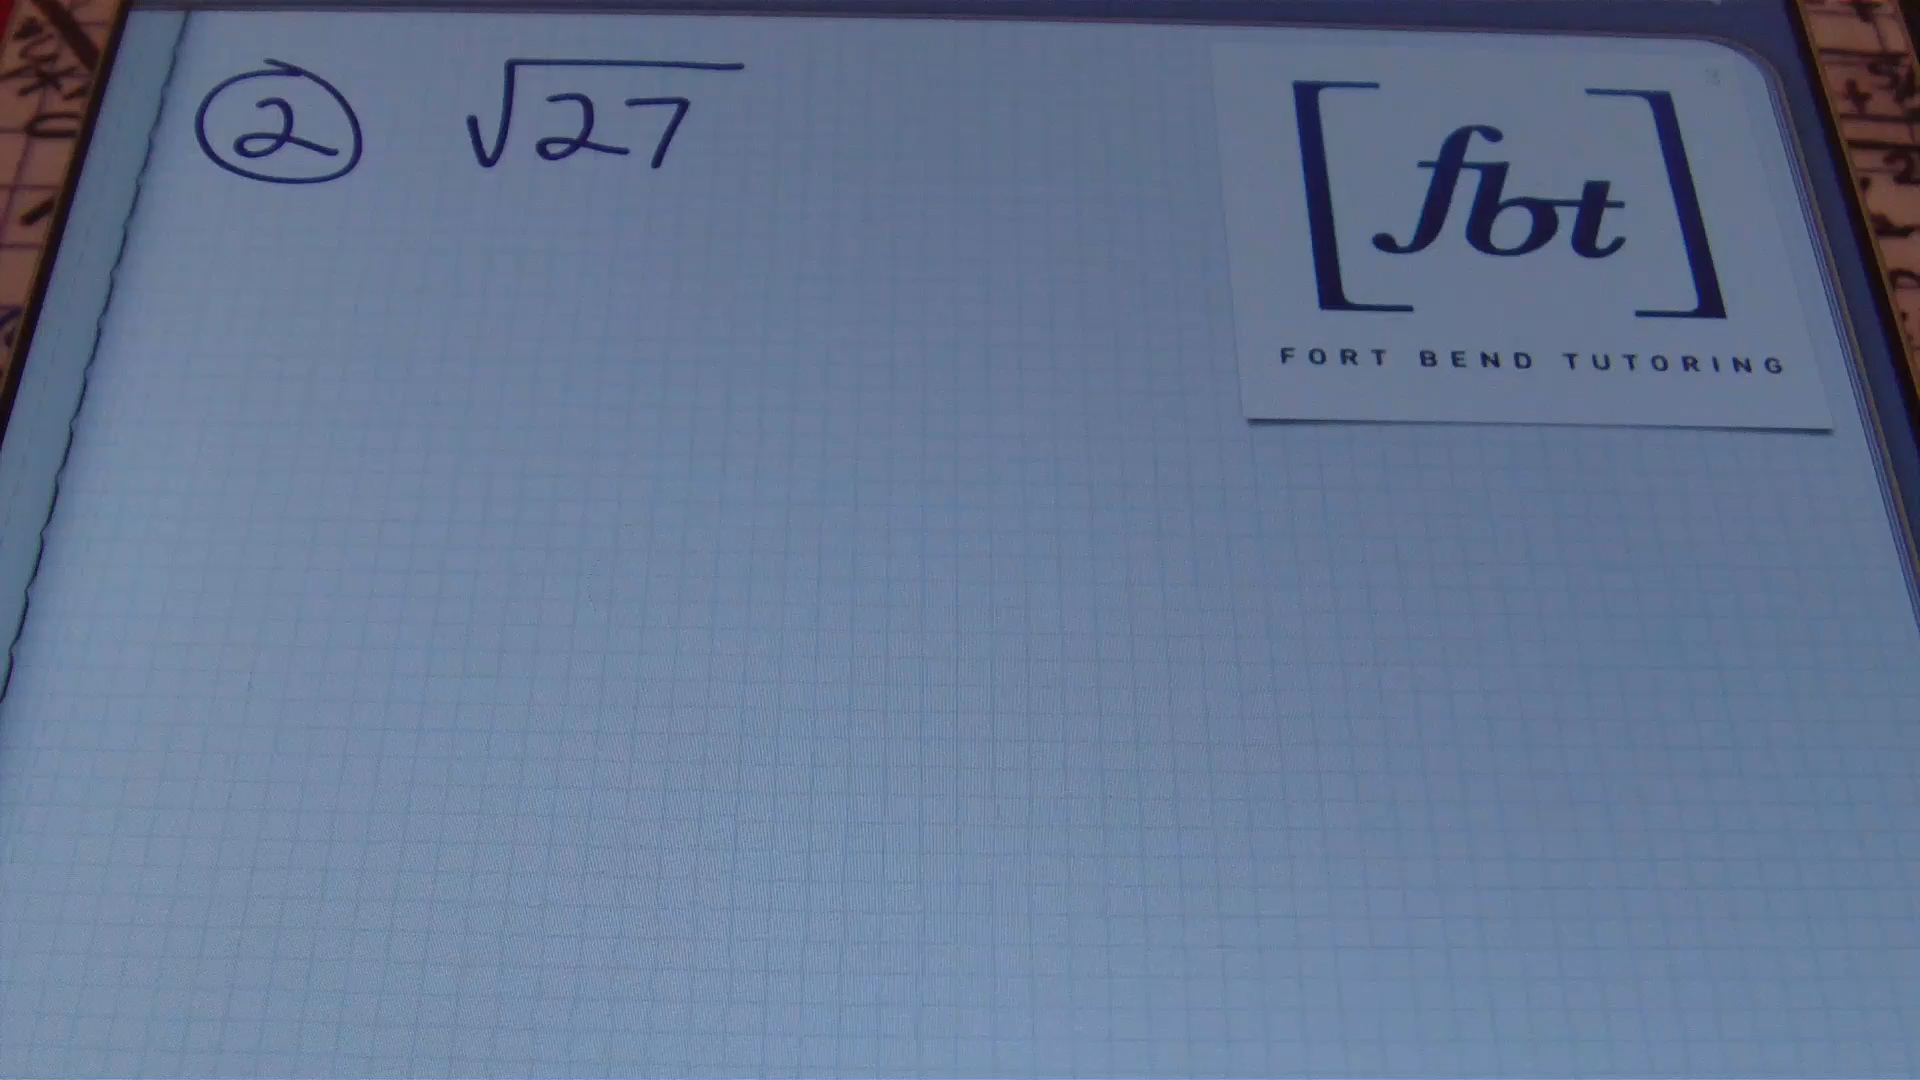 ② √27
[fbt]
FORT BEND TUTORING